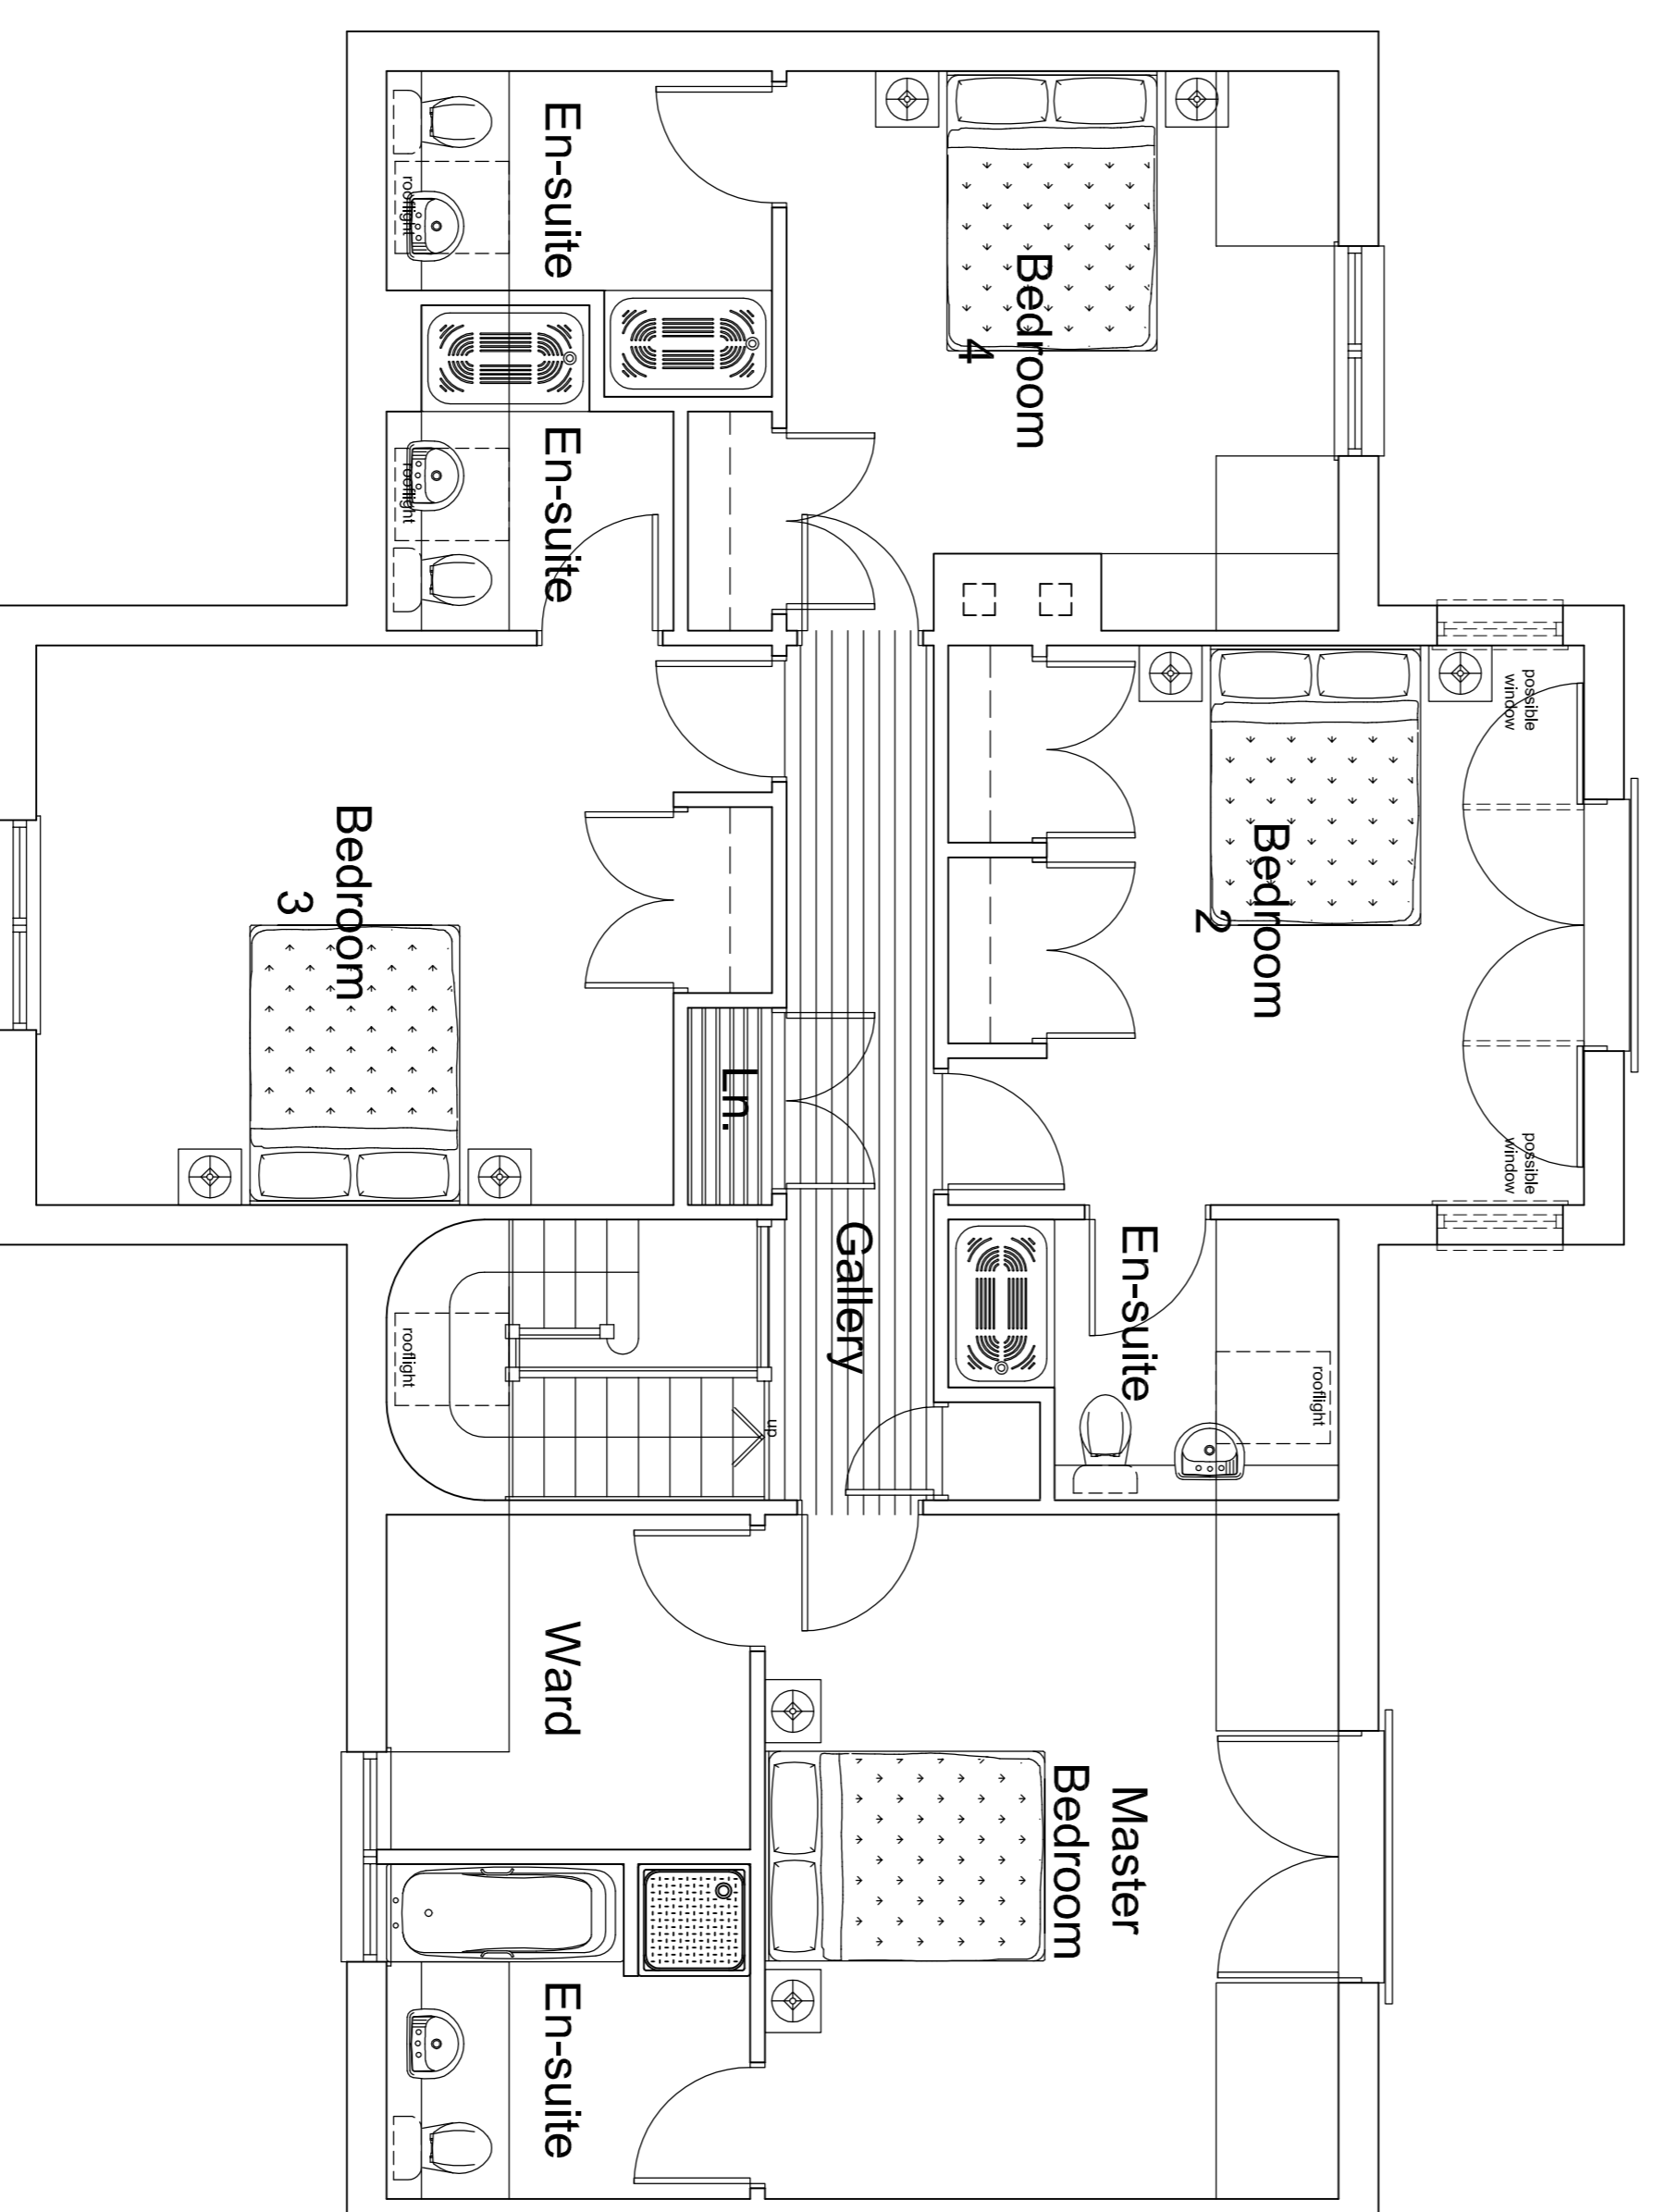 possible
window
possible
window
rooflight
Bedroom
2
En-suite
Master
Bedroom
Bedroom
4
Gallery
up
Ln.
En-suite
En-suite
Ward
En-suite
rooflight
rooflight
rooflight
Bedroom
3